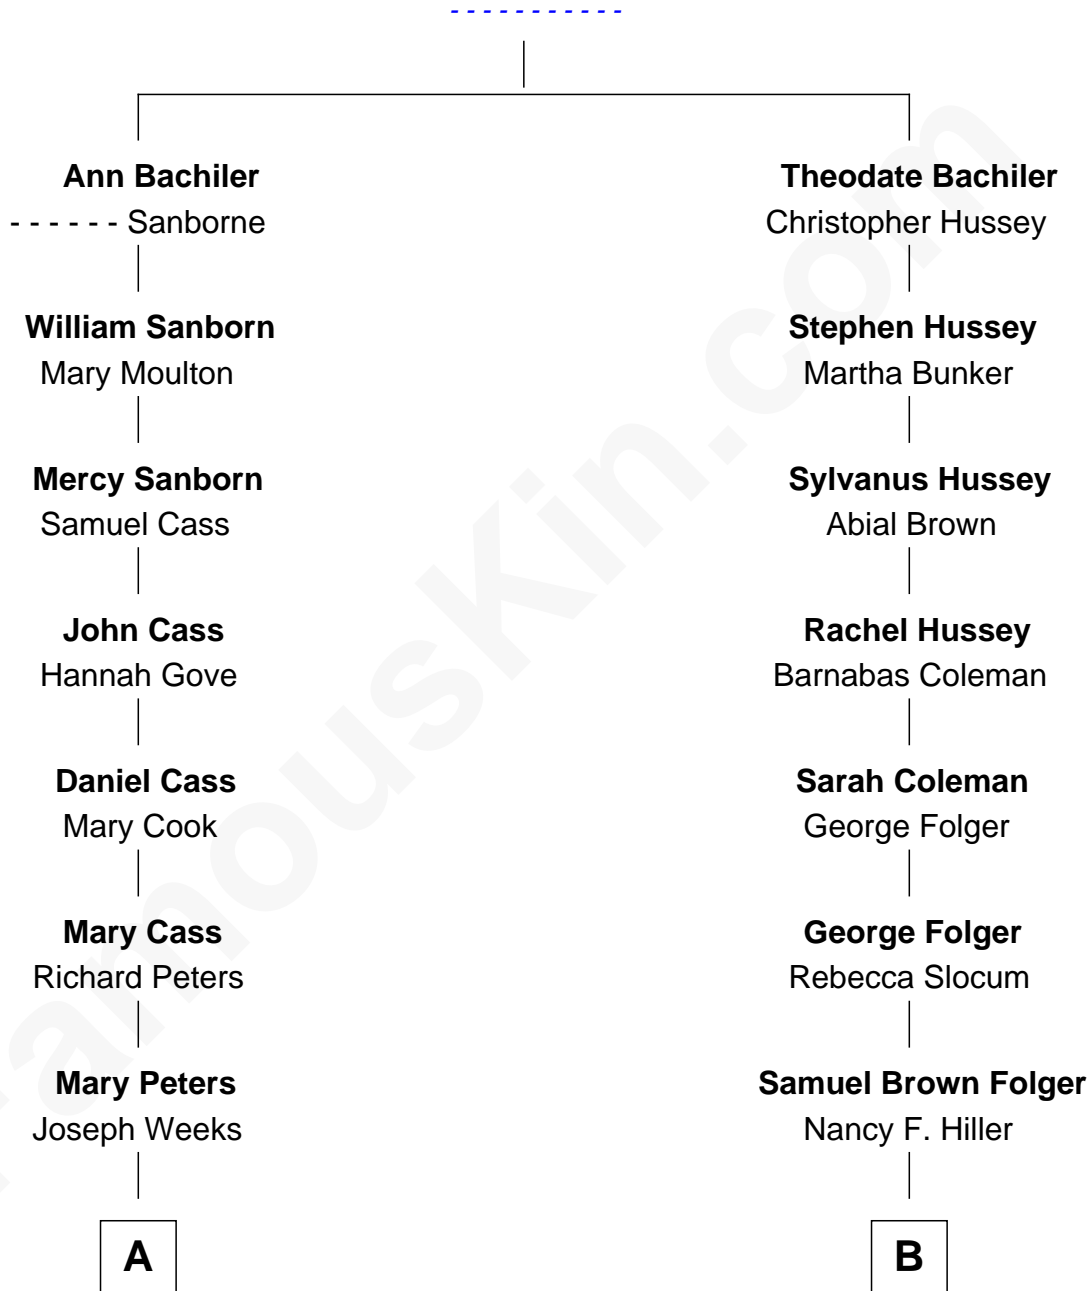 - - - - - - - - - - -
Ann Bachiler
- - - - - - Sanborne
William Sanborn
Mary Moulton
Mercy Sanborn
Samuel Cass
John Cass
Hannah Gove
Daniel Cass
Mary Cook
Mary Cass
Richard Peters
Mary Peters
Joseph Weeks
A
Theodate Bachiler
Christopher Hussey
Stephen Hussey
Martha Bunker
Sylvanus Hussey
Abial Brown
Rachel Hussey
Barnabas Coleman
Sarah Coleman
George Folger
George Folger
Rebecca Slocum
Samuel Brown Folger
Nancy F. Hiller
B
FamousKin.com